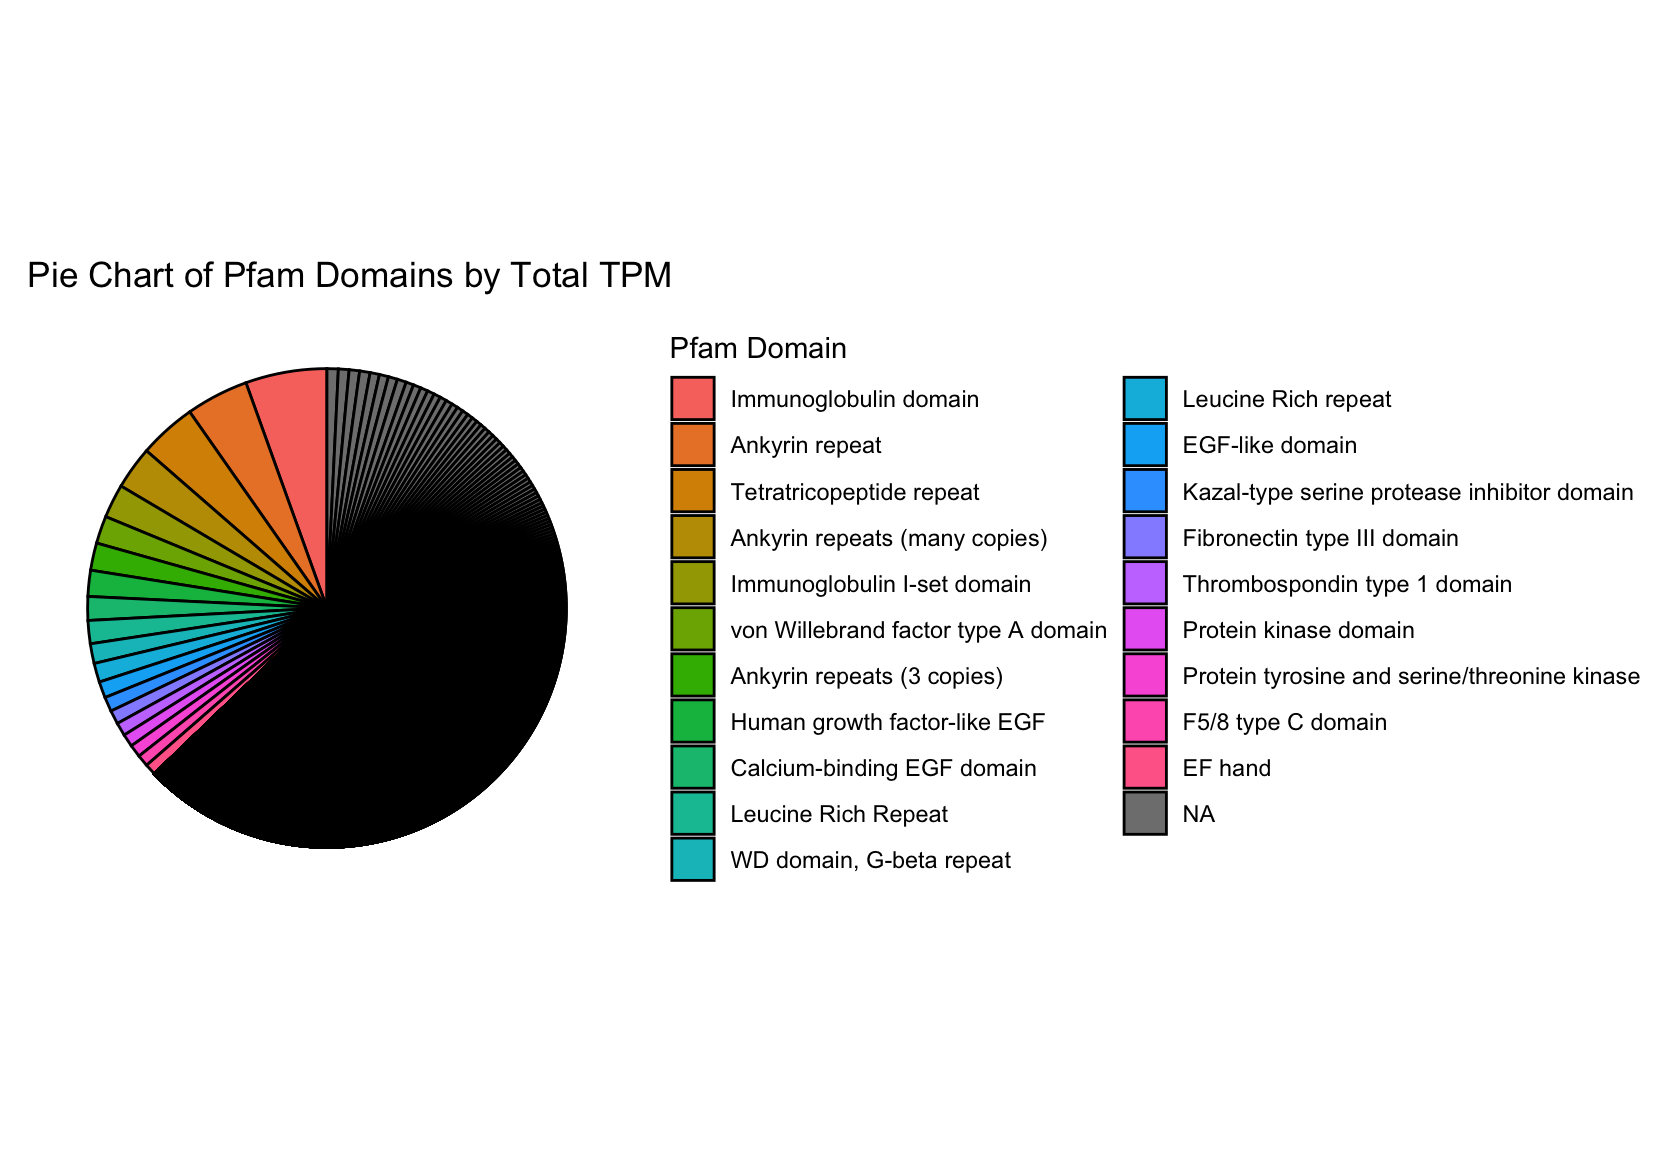 Pie Chart of Pfam Domains by Total TPM
Pfam Domain
Immunoglobulin domain
Ankyrin repeat
Tetratricopeptide repeat
Ankyrin repeats (many copies)
Immunoglobulin I-set domain
von Willebrand factor type A domain
Ankyrin repeats (3 copies)
Human growth factor-like EGF
Calcium-binding EGF domain
Leucine Rich Repeat
WD domain, G-beta repeat
Leucine Rich repeat
EGF-like domain
Kazal-type serine protease inhibitor domain
Fibronectin type III domain
Thrombospondin type 1 domain
Protein kinase domain
Protein tyrosine and serine/threonine kinase
F5/8 type C domain
EF hand
NA